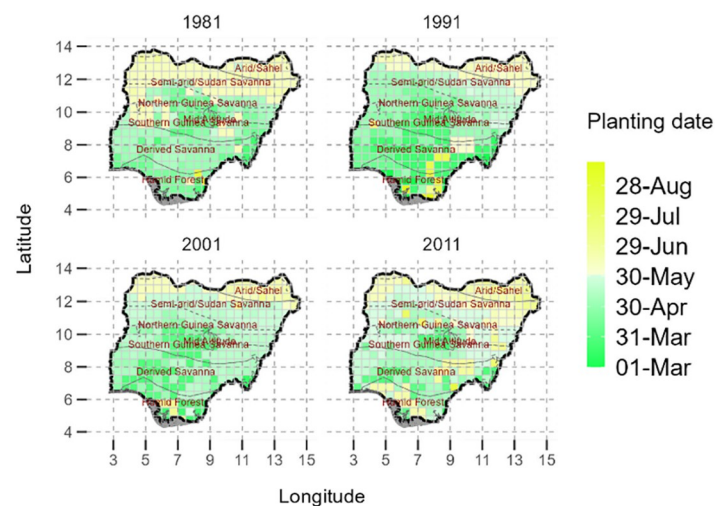 1981
1991
14
12
10
8
6
4
Arid/Sahel
Semi-arid/Sudan Savanna
Northern Guinea Savanna
Mid Altitude
Southern Guinea Savanna
Derived Savanna
Humid Forest
Arid/Sahel
Semi-arid/Sudan Savanna
Northern Guinea Savanna
Mid Altitude
Southern Guinea Savanna
Derived Savanna
Humid Forest
Planting date
28-Aug
29-Jul
29-Jun
30-May
30-Apr
31-Mar
01-Mar
Latitude
2001
2011
14
12
10
8
6
4
Arid/Sahel
Semi-arid/Sudan Savanna
Northern Guinea Savanna
Mid Altitude
Southern Guinea Savanna
Derived Savanna
Humid Forest
Arid/Sahel
Semi-arid/Sudan Savanna
Northern Guinea Savanna
Mid Altitude
Southern Guinea Savanna
Derived Savanna
Humid Forest
3 5 7 9 11 13 15 3 5 7 9 11 13 15
Longitude